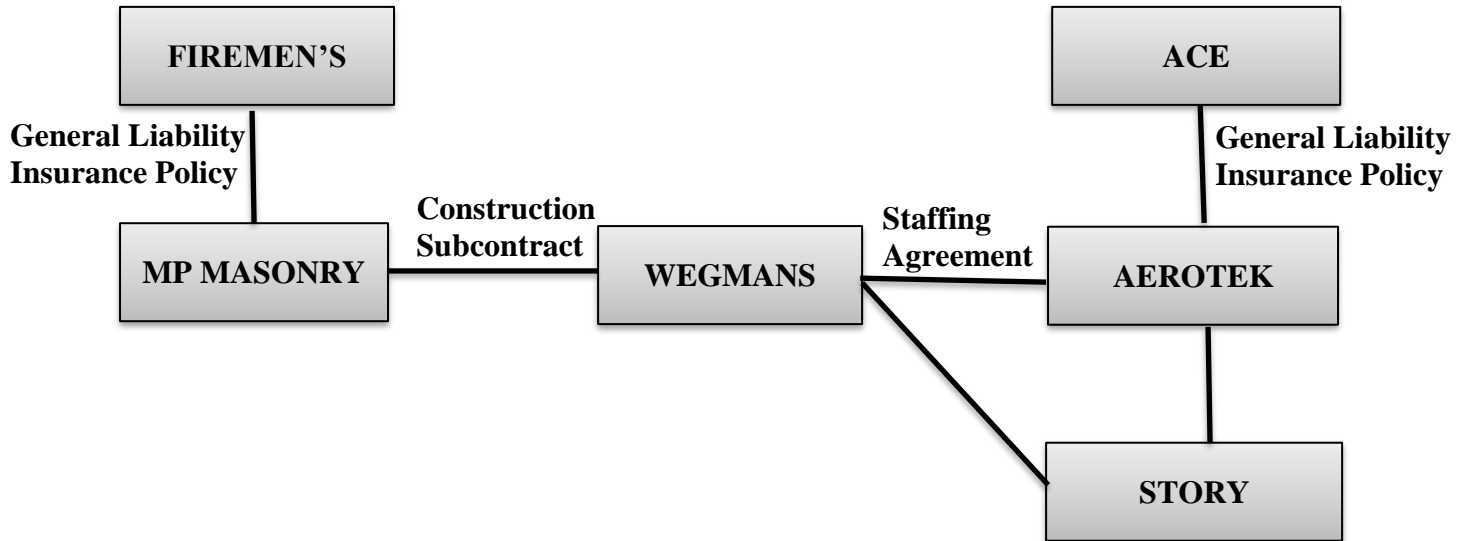 FIREMEN’S
ACE
General Liability
Insurance Policy
General Liability
Insurance Policy
Construction
Subcontract
Staffing
Agreement
MP MASONRY
WEGMANS
AEROTEK
STORY